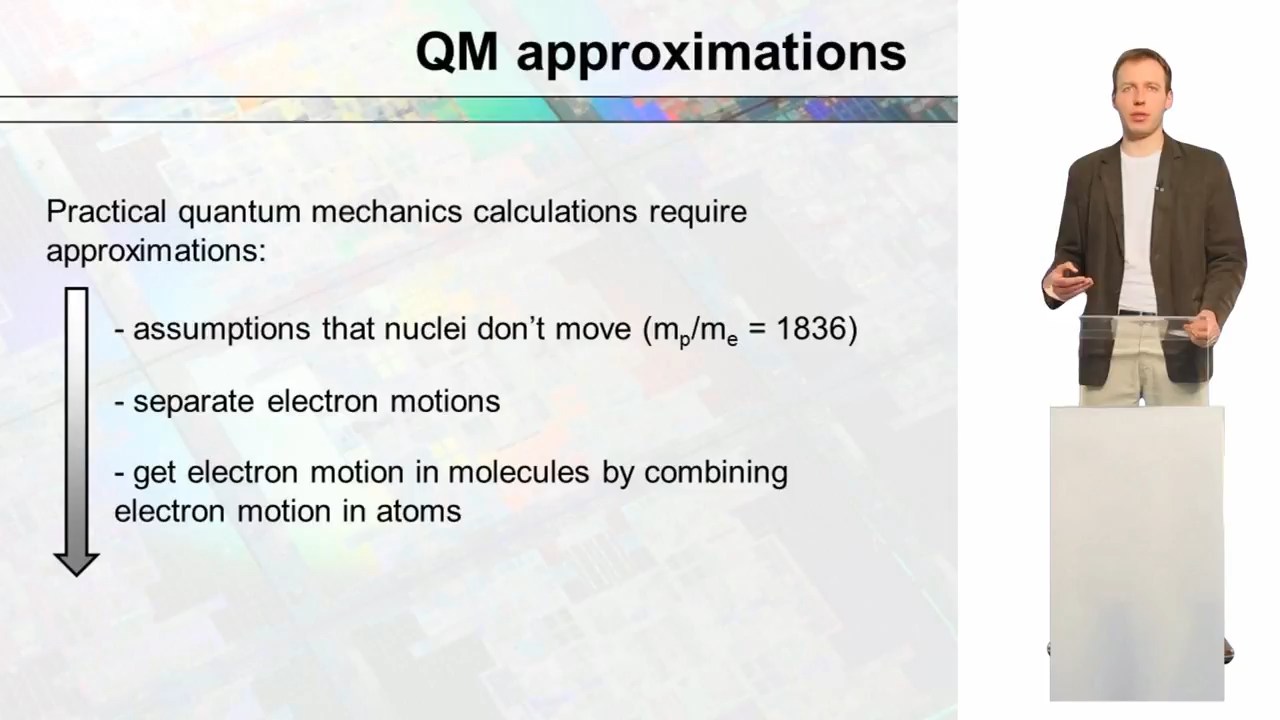 QM approximations
Practical quantum mechanics calculations require
approximations:
- assumptions that nuclei don't move (mp/me = 1836)
- separate electron motions
- get electron motion in molecules by combining
electron motion in atoms